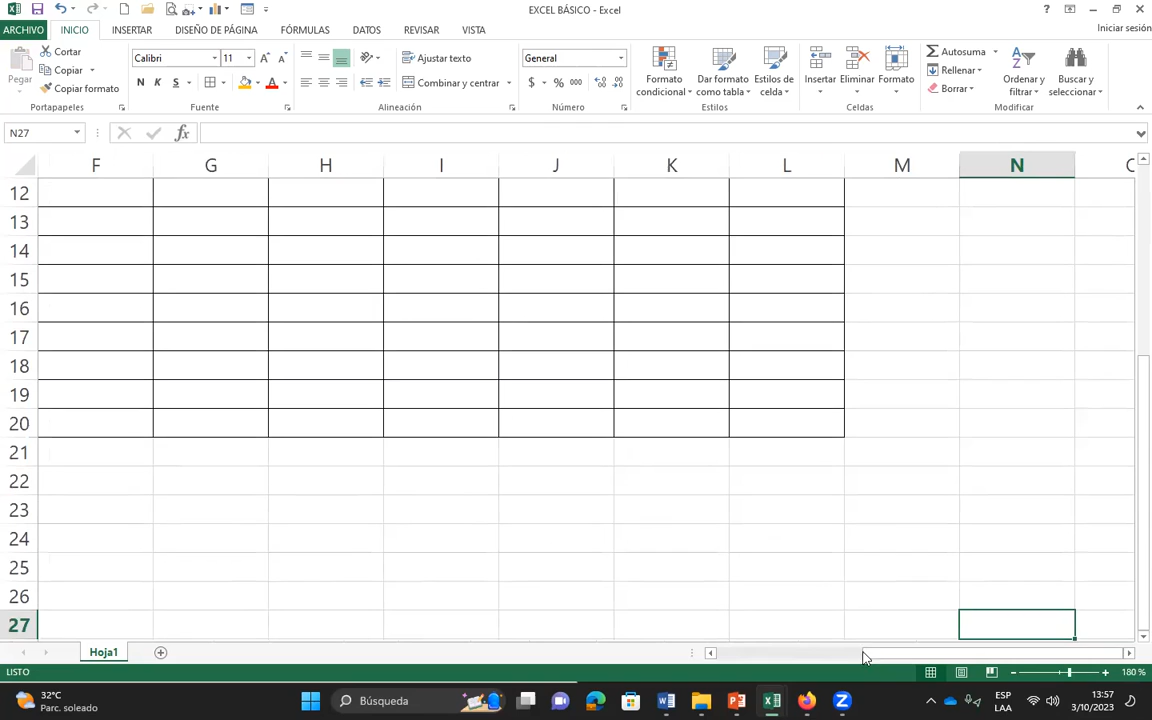 EXCEL BÁSICO - Excel
?
ARCHIVO INICIO INSERTAR DISEÑO DE PÁGINA FÓRMULAS DATOS REVISAR VISTA Iniciar sesión
Pegar
Cortar
Copiar
Copiar formato
Portapapeles
Calibri 11
N K S
Fuente
Ajustar texto
Combinar y centrar
Alineación
General
$ % 000
Número
Formato condicional
Dar formato como tabla
Estilos de celda
Estilos
Insertar Eliminar Formato
Celdas
Autosuma
Rellenar
Borrar
Ordenar y filtrar
Buscar y seleccionar
Modificar
N27
fx
F G H I J K L M N
12
13
14
15
16
17
18
19
20
21
22
23
24
25
26
27
Hoja1
LISTO 180 %
32°C
Parc. soleado
Búsqueda
ESP
LAA
13:57
3/10/2023